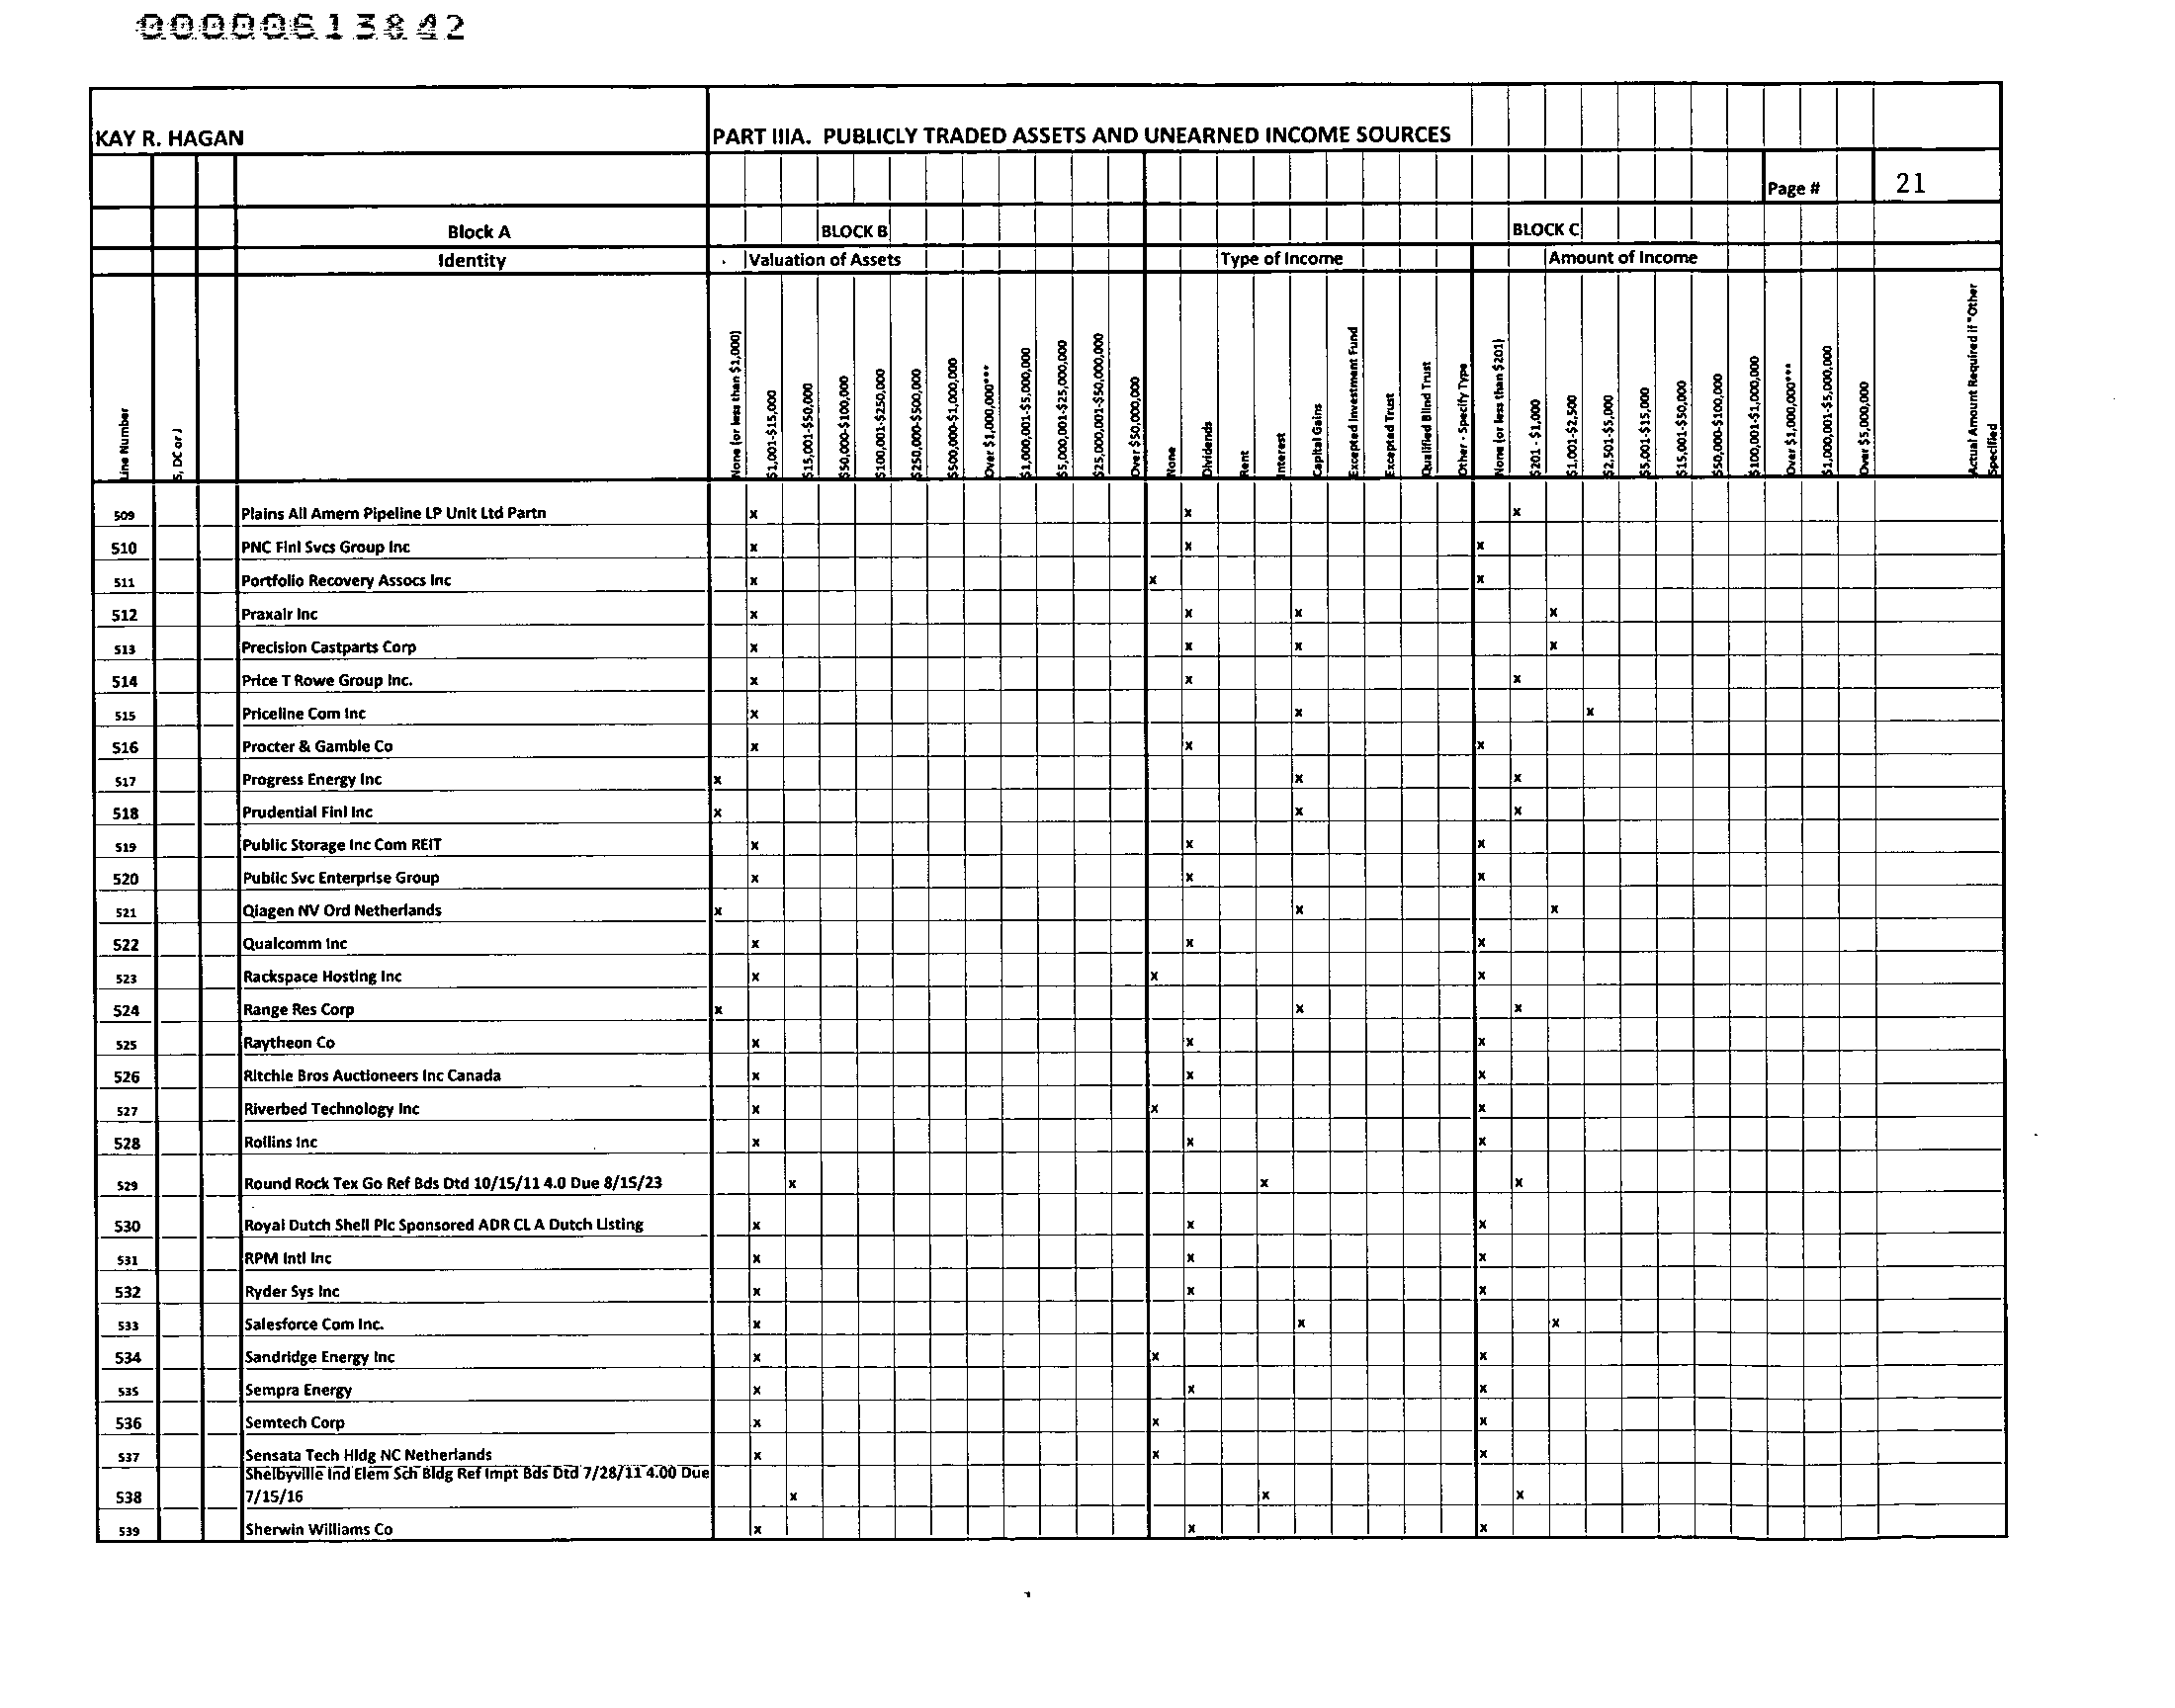 00000613842
KAY R. HAGAN PART IIIA. PUBLICLY TRADED ASSETS AND UNEARNED INCOME SOURCES
Page # 21
Block A BLOCK B BLOCK C
Identity Valuation of Assets Type of Income Amount of Income
Line Number
S, DC or J
None (or less than $1,000)
$1,001-$15,000
$15,001-$50,000
$50,000-$100,000
$100,001-$250,000
$250,000-$500,000
$500,000-$1,000,000
Over $1,000,000***
$1,000,001-$5,000,000
$5,000,001-$25,000,000
$25,000,001-$50,000,000
Over $50,000,000
None
Dividends
Rent
Interest
Capital Gains
Excepted Investment Fund
Excepted Trust
Qualified Blind Trust
Other - Specify Type
None (or less than $201)
$201 - $1,000
$1,001-$2,500
$2,501-$5,000
$5,001-$15,000
$15,001-$50,000
$50,000-$100,000
$100,001-$1,000,000
Over $1,000,000***
$1,000,001-$5,000,000
Over $5,000,000
Actual Amount Required if "Other
Specified
509 Plains All Amern Pipeline LP Unit Ltd Partn x x x
510 PNC Finl Svcs Group Inc x x x
511 Portfolio Recovery Assocs Inc x x x
512 Praxair Inc x x x x
513 Precision Castparts Corp x x x x
514 Price T Rowe Group Inc. x x x
515 Priceline Com Inc x x x
516 Procter & Gamble Co x x x
517 Progress Energy Inc x x x
518 Prudential Finl Inc x x x
519 Public Storage Inc Com REIT x x x
520 Public Svc Enterprise Group x x x
521 Qiagen NV Ord Netherlands x x x
522 Qualcomm Inc x x x
523 Rackspace Hosting Inc x x x
524 Range Res Corp x x x
525 Raytheon Co x x x
526 Ritchie Bros Auctioneers Inc Canada x x x
527 Riverbed Technology Inc x x x
528 Rollins Inc x x x
529 Round Rock Tex Go Ref Bds Dtd 10/15/11 4.0 Due 8/15/23 x x x
530 Royal Dutch Shell Plc Sponsored ADR CL A Dutch Listing x x x
531 RPM Intl Inc x x x
532 Ryder Sys Inc x x x
533 Salesforce Com Inc. x x x
534 Sandridge Energy Inc x x x
535 Sempra Energy x x x
536 Semtech Corp x x x
537 Sensata Tech Hldg NC Netherlands x x x
Shelbyville Ind Elem Sch Bldg Ref Impt Bds Dtd 7/28/11 4.00 Due
538 7/15/16 x x x
539 Sherwin Williams Co x x x